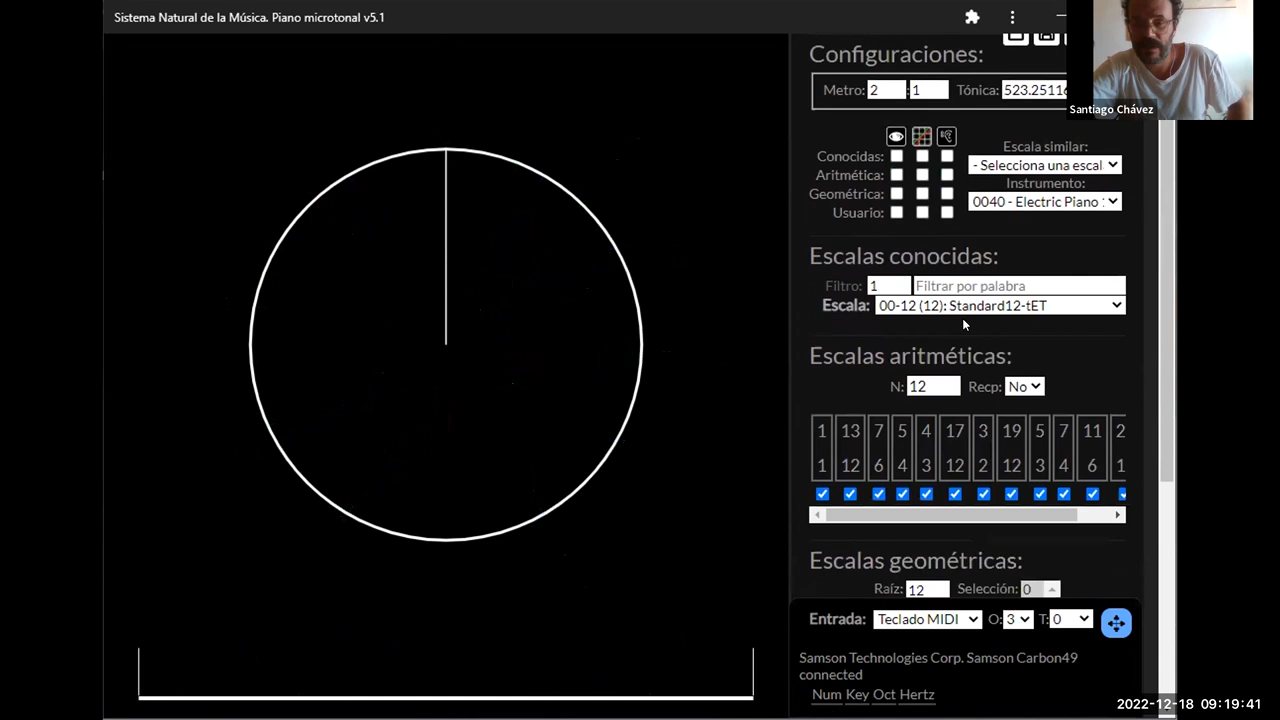 Sistema Natural de la Música. Piano microtonal v5.1
Configuraciones:
Metro: 2 : 1 Tónica: 523.2511
Santiago Chávez
Escala similar:
Conocidas:
- Selecciona una escal
Aritmética:
Instrumento:
Geométrica:
0040 - Electric Piano
Usuario:
Escalas conocidas:
Filtro: 1 Filtrar por palabra
Escala: 00-12 (12): Standard12-tET
Escalas aritméticas:
N: 12 Recp: No
1 13 7 5 4 17 3 19 5 7 11 2
1 12 6 4 3 12 2 12 3 4 6 1
Escalas geométricas:
Raíz: 12 Selección: 0
Entrada: Teclado MIDI O: 3 T: 0
Samson Technologies Corp. Samson Carbon49
connected
Num Key Oct Hertz
2022-12-18 09:19:41